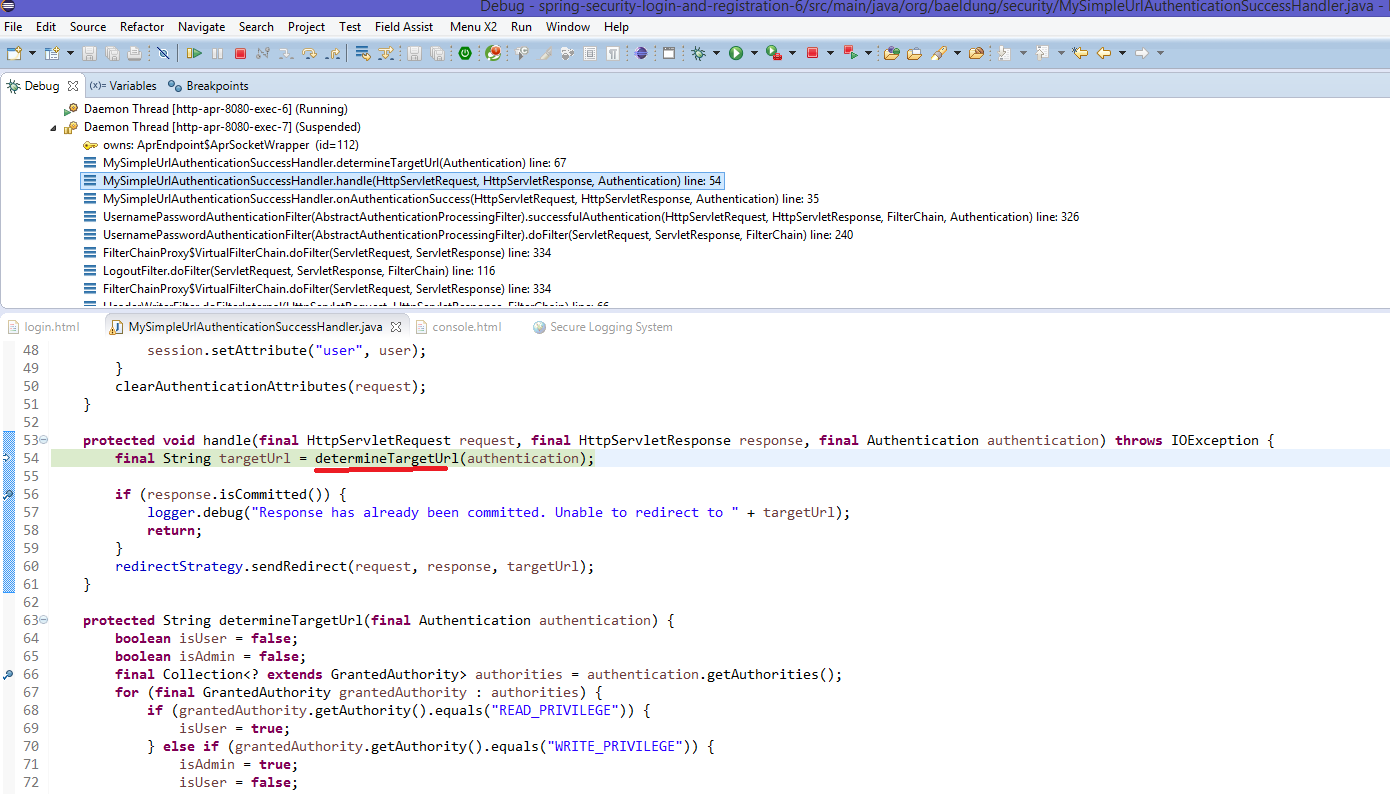 Debug - spring-security-login-and-registration-6/src/main/java/org/baeldung/security/MySimpleUrlAuthenticationSuccessHandler.java -
File Edit Source Refactor Navigate Search Project Test Field Assist Menu X2 Run Window Help
Debug (x)= Variables Breakpoints
Daemon Thread [http-apr-8080-exec-6] (Running)
Daemon Thread [http-apr-8080-exec-7] (Suspended)
owns: AprEndpoint$AprSocketWrapper (id=112)
MySimpleUrlAuthenticationSuccessHandler.determineTargetUrl(Authentication) line: 67
MySimpleUrlAuthenticationSuccessHandler.handle(HttpServletRequest, HttpServletResponse, Authentication) line: 54
MySimpleUrlAuthenticationSuccessHandler.onAuthenticationSuccess(HttpServletRequest, HttpServletResponse, Authentication) line: 35
UsernamePasswordAuthenticationFilter(AbstractAuthenticationProcessingFilter).successfulAuthentication(HttpServletRequest, HttpServletResponse, FilterChain, Authentication) line: 326
UsernamePasswordAuthenticationFilter(AbstractAuthenticationProcessingFilter).doFilter(ServletRequest, ServletResponse, FilterChain) line: 240
FilterChainProxy$VirtualFilterChain.doFilter(ServletRequest, ServletResponse) line: 334
LogoutFilter.doFilter(ServletRequest, ServletResponse, FilterChain) line: 116
FilterChainProxy$VirtualFilterChain.doFilter(ServletRequest, ServletResponse) line: 334
HeaderWriterFilter.doFilterInternal(HttpServletRequest, HttpServletResponse, FilterChain) line: 66
login.html MySimpleUrlAuthenticationSuccessHandler.java console.html Secure Logging System
48 session.setAttribute("user", user);
49 }
50 clearAuthenticationAttributes(request);
51 }
52
53 protected void handle(final HttpServletRequest request, final HttpServletResponse response, final Authentication authentication) throws IOException {
54 final String targetUrl = determineTargetUrl(authentication);
55
56 if (response.isCommitted()) {
57 logger.debug("Response has already been committed. Unable to redirect to " + targetUrl);
58 return;
59 }
60 redirectStrategy.sendRedirect(request, response, targetUrl);
61 }
62
63 protected String determineTargetUrl(final Authentication authentication) {
64 boolean isUser = false;
65 boolean isAdmin = false;
66 final Collection<? extends GrantedAuthority> authorities = authentication.getAuthorities();
67 for (final GrantedAuthority grantedAuthority : authorities) {
68 if (grantedAuthority.getAuthority().equals("READ_PRIVILEGE")) {
69 isUser = true;
70 } else if (grantedAuthority.getAuthority().equals("WRITE_PRIVILEGE")) {
71 isAdmin = true;
72 isUser = false;